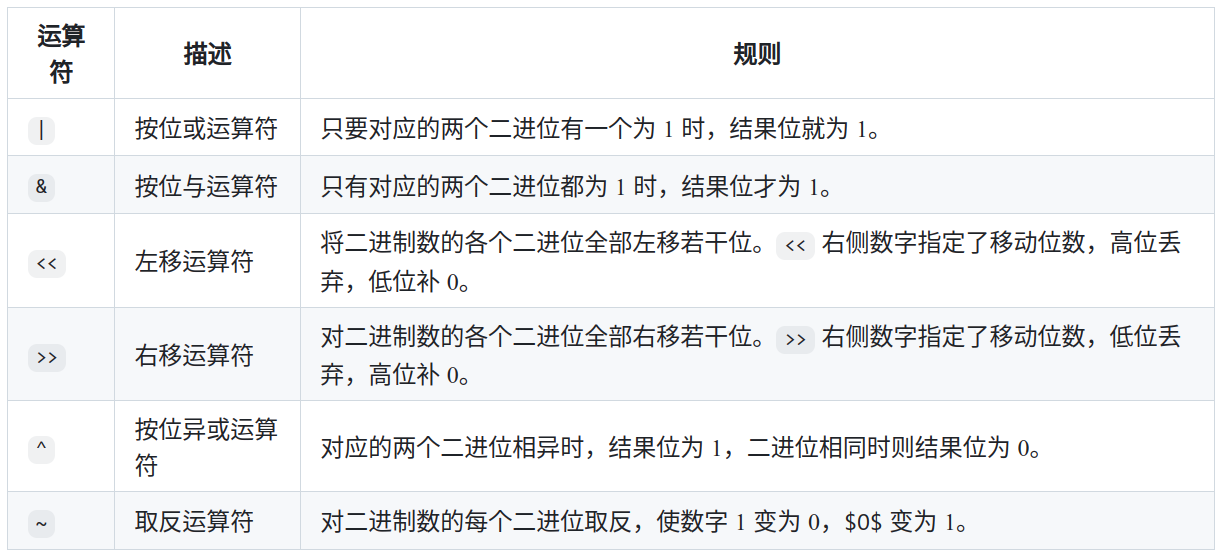 运算
符
描述
规则
|
按位或运算符
只要对应的两个二进位有一个为 1 时，结果位就为 1。
&
按位与运算符
只有对应的两个二进位都为 1 时，结果位才为 1。
<<
左移运算符
将二进制数的各个二进位全部左移若干位。<< 右侧数字指定了移动位数，高位丢
弃，低位补 0。
>>
右移运算符
对二进制数的各个二进位全部右移若干位。>> 右侧数字指定了移动位数，低位丢
弃，高位补 0。
^
按位异或运算
符
对应的两个二进位相异时，结果位为 1，二进位相同时则结果位为 0。
~
取反运算符
对二进制数的每个二进位取反，使数字 1 变为 0，$0$ 变为 1。